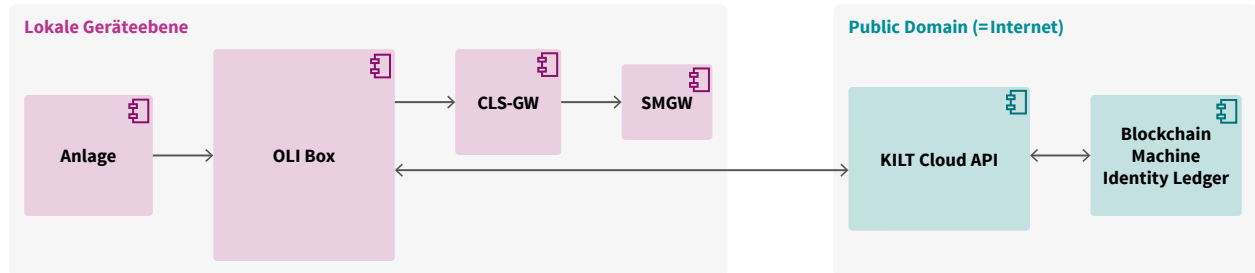 Lokale Geräteebene
Public Domain (=Internet)
Anlage
OLI Box
CLS-GW
SMGW
KILT Cloud API
Blockchain
Machine
Identity Ledger